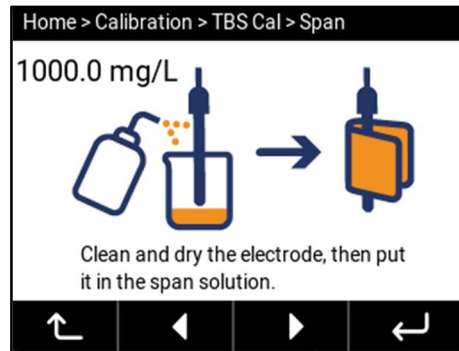 Home > Calibration > TBS Cal > Span
1000.0 mg/L
Clean and dry the electrode, then put
it in the span solution.